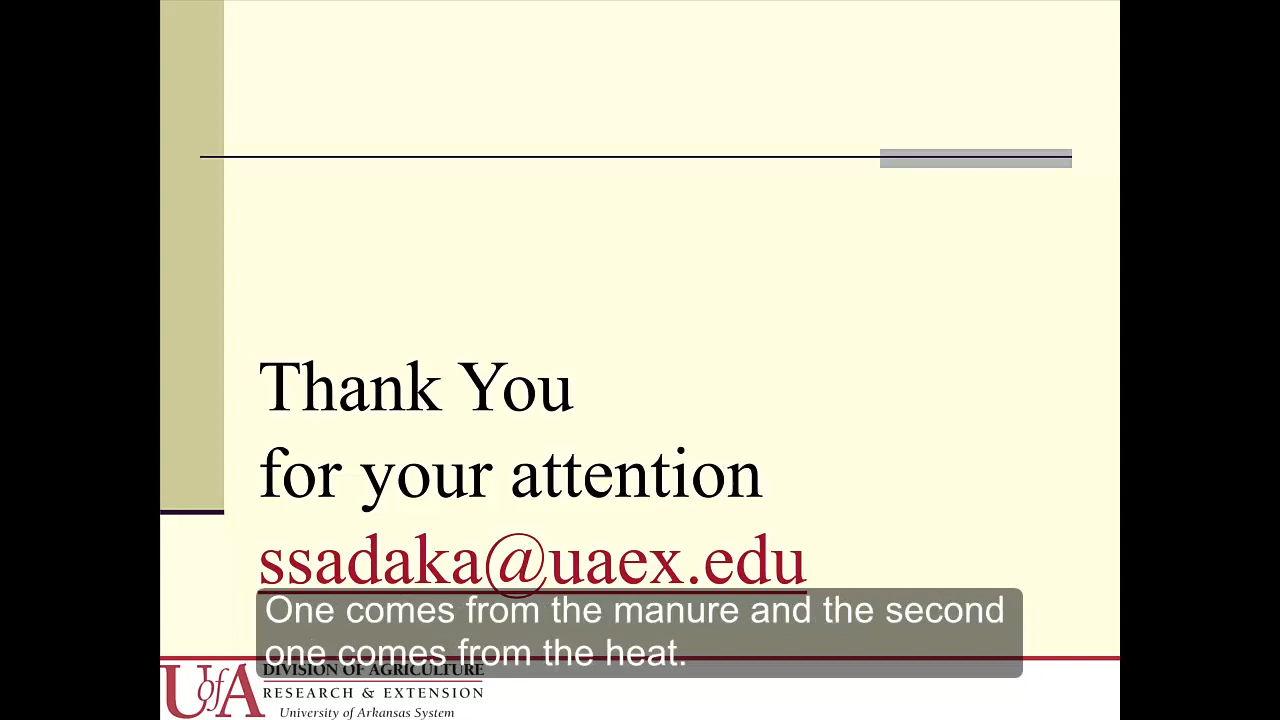 Thank You
for your attention
ssadaka@uaex.edu
One comes from the manure and the second
one comes from the heat.
UofA
DIVISION OF AGRICULTURE
RESEARCH & EXTENSION
University of Arkansas System